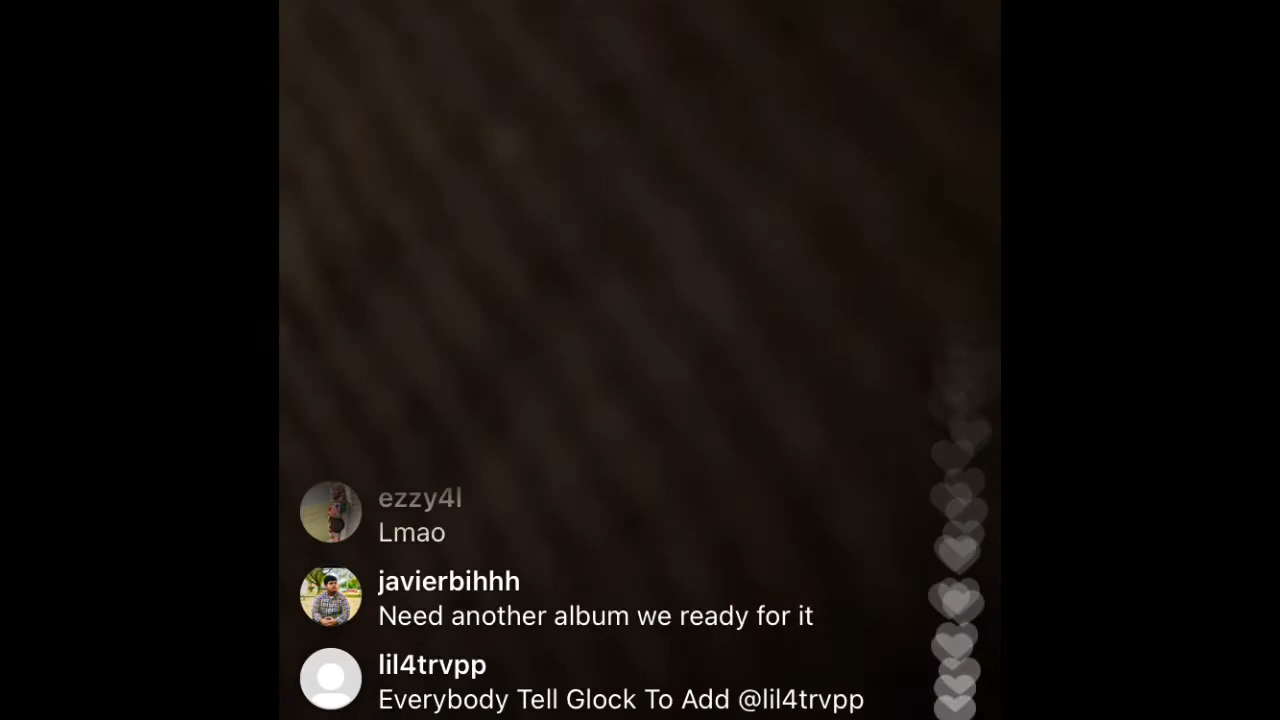 ezzy4l
Lmao
javierbihhh
Need another album we ready for it
lil4trvpp
Everybody Tell Glock To Add @lil4trvpp